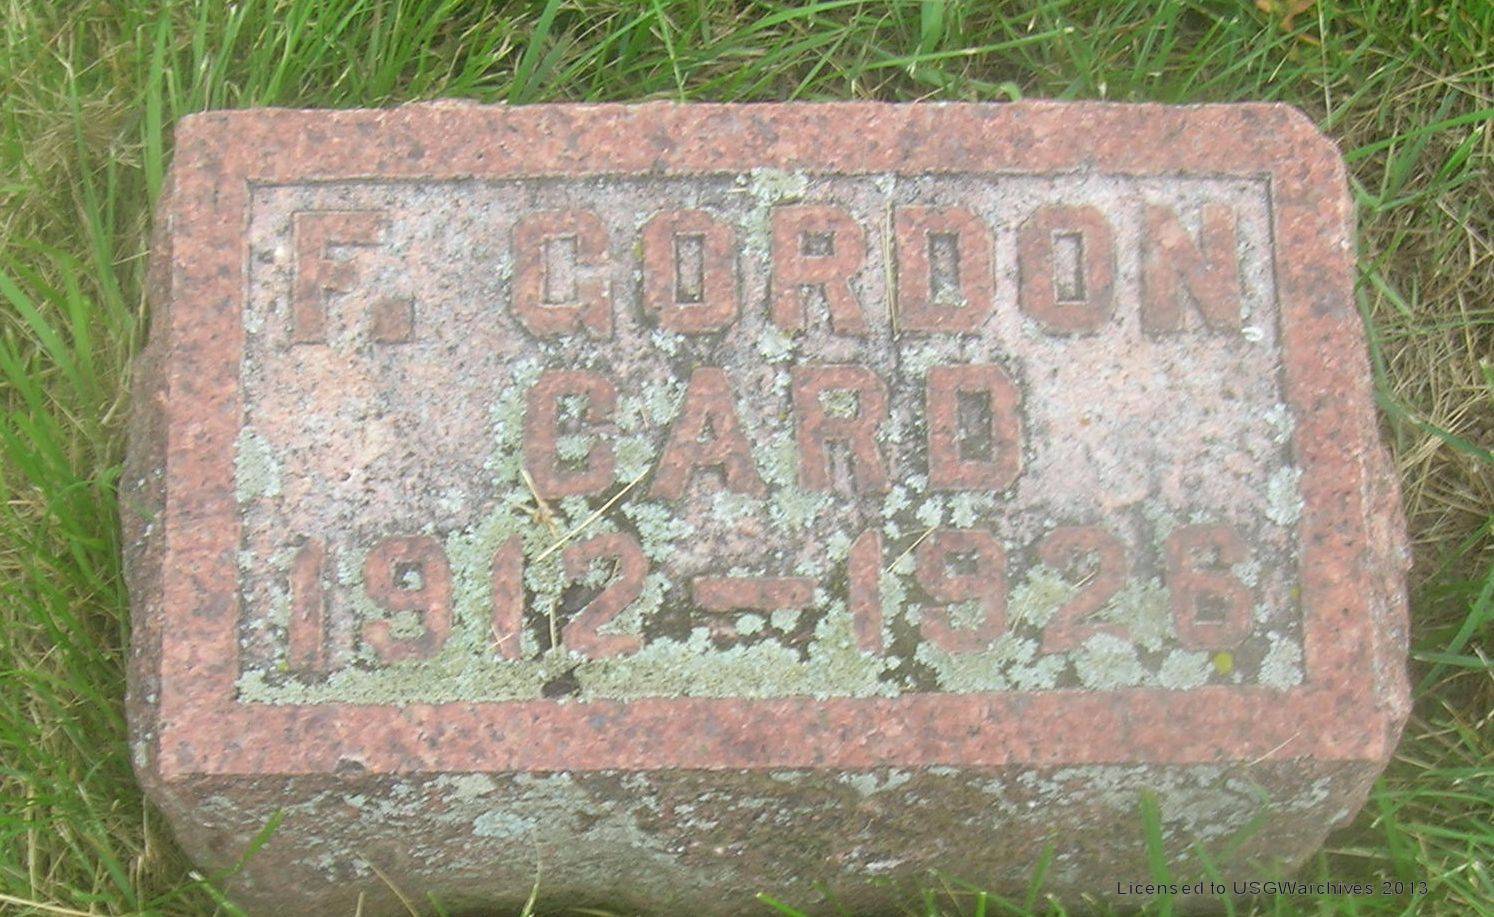 F. GORDON
CARD
1912-1926
Licensed to USGWarchives 2013